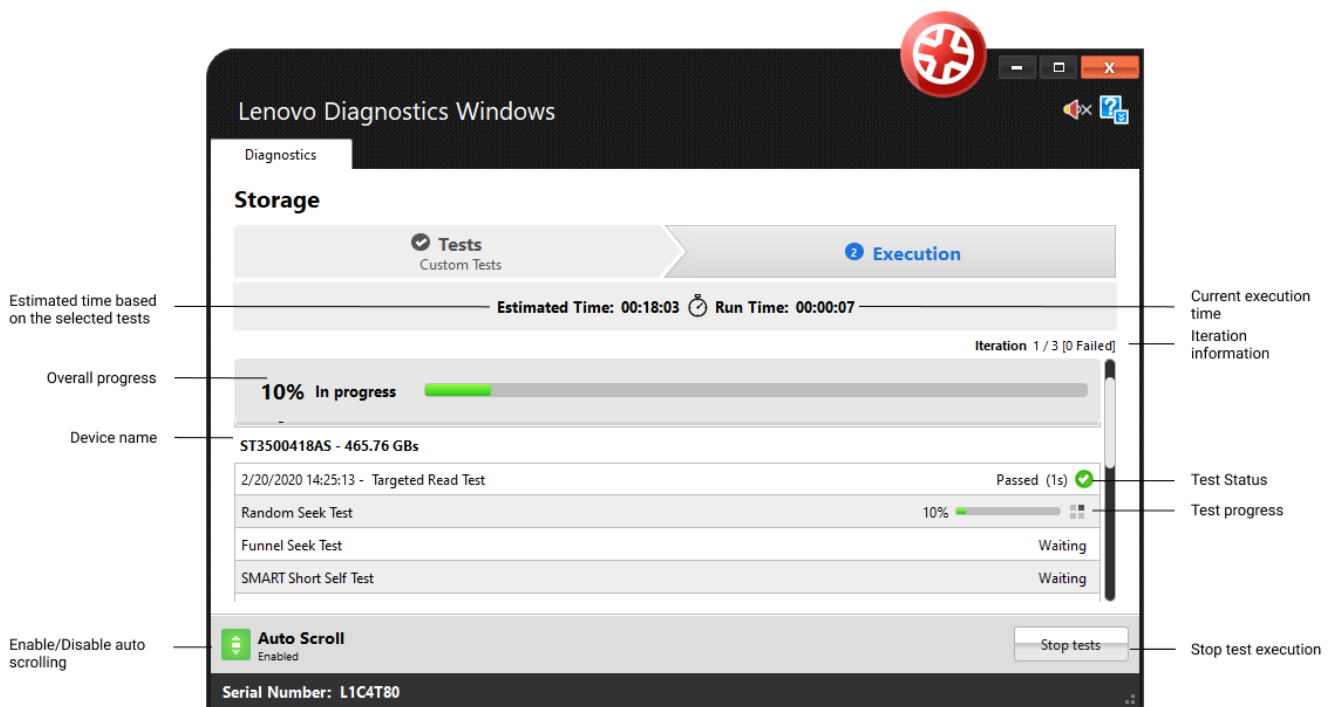 X
Lenovo Diagnostics Windows
Diagnostics
Storage
Tests
Custom Tests
2 Execution
Estimated time based
on the selected tests
Estimated Time: 00:18:03 Run Time: 00:00:07
Current execution
time
Iteration 1 / 3 [0 Failed]
Iteration
information
Overall progress
10% In progress
Device name
ST3500418AS - 465.76 GBs
2/20/2020 14:25:13 - Targeted Read Test Passed (1s)
Test Status
Random Seek Test 10%
Test progress
Funnel Seek Test Waiting
SMART Short Self Test Waiting
Enable/Disable auto
scrolling
Auto Scroll
Enabled
Stop tests
Stop test execution
Serial Number: L1C4T80